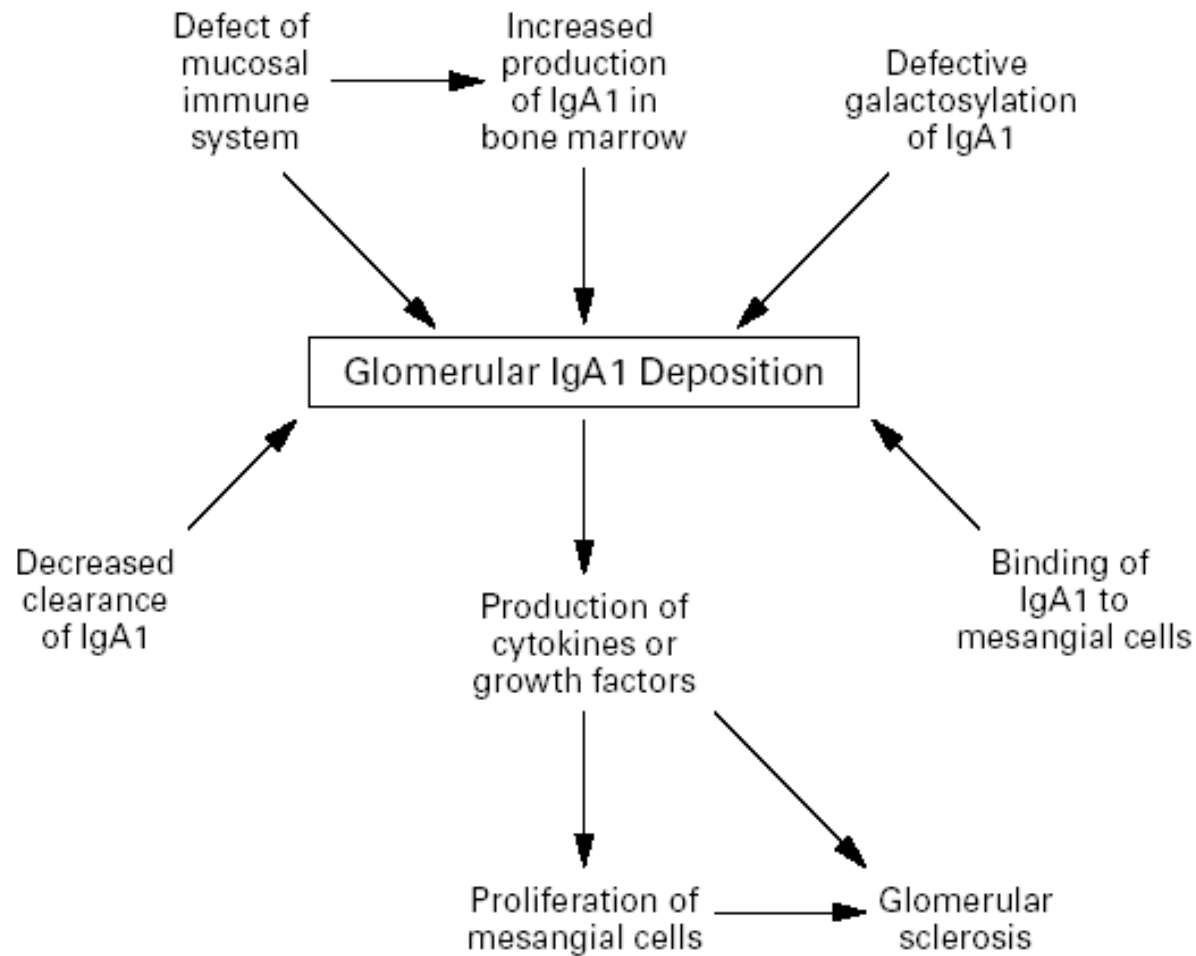 Defect of
mucosal
immune
system
Increased
production
of IgA1 in
bone marrow
Defective
galactosylation
of IgA1
Glomerular IgA1 Deposition
Decreased
clearance
of IgA1
Production of
cytokines or
growth factors
Binding of
IgA1 to
mesangial cells
Proliferation of
mesangial cells
Glomerular
sclerosis